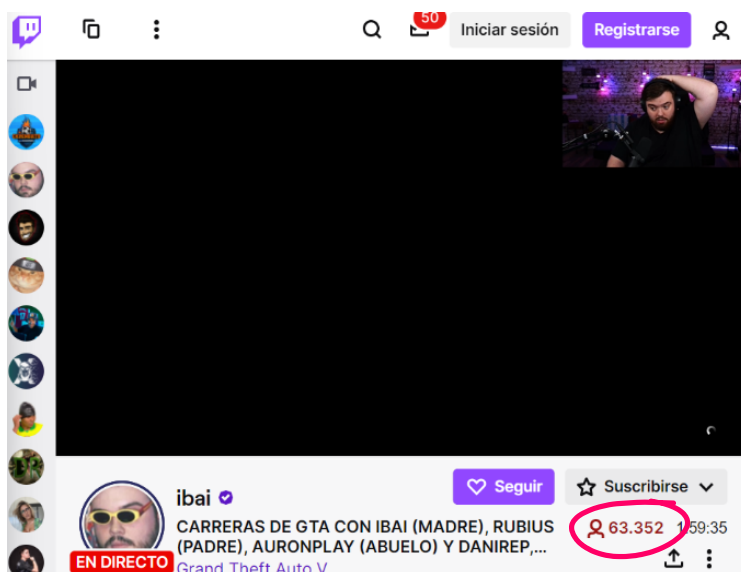 50
Iniciar sesión
Registrarse
ibai
Seguir
Suscribirse
CARRERAS DE GTA CON IBAI (MADRE), RUBIUS
(PADRE), AURONPLAY (ABUELO) Y DANIREP,...
63.352
1:59:35
EN DIRECTO
Grand Theft Auto V